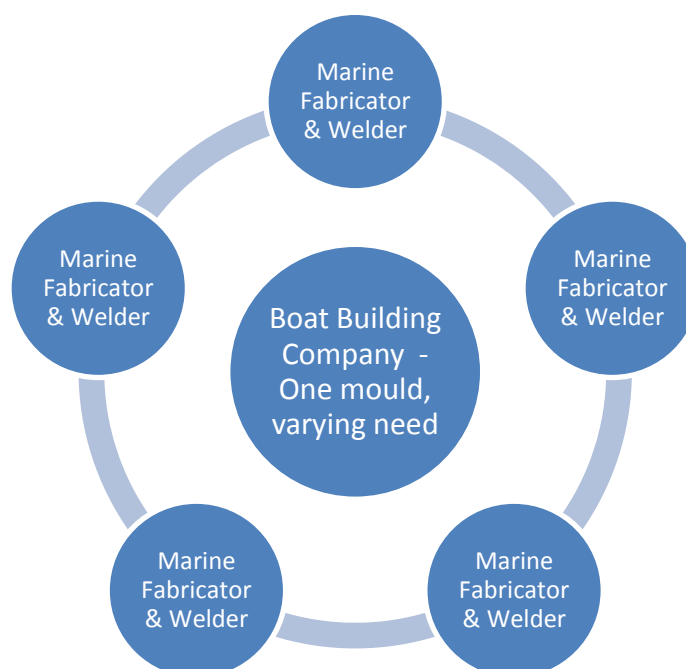 Marine
Fabricator
& Welder
Marine
Fabricator
& Welder
Marine
Fabricator
& Welder
Boat Building
Company -
One mould,
varying need
Marine
Fabricator
& Welder
Marine
Fabricator
& Welder